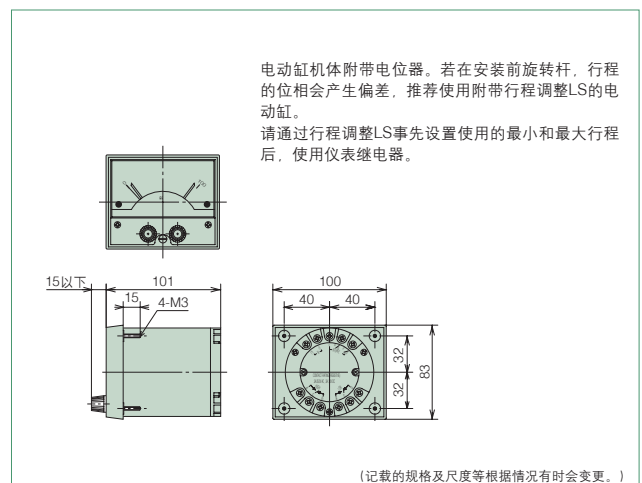 电动缸机体附带电位器。若在安装前旋转杆，行程
的位相会产生偏差，推荐使用附带行程调整LS的电
动缸。
请通过行程调整LS事先设置使用的最小和最大行程
后，使用仪表继电器。
0
100
15以下
101
100
15
4-M3
40
40
32
32
83
(记载的规格及尺度等根据情况有时会变更。)